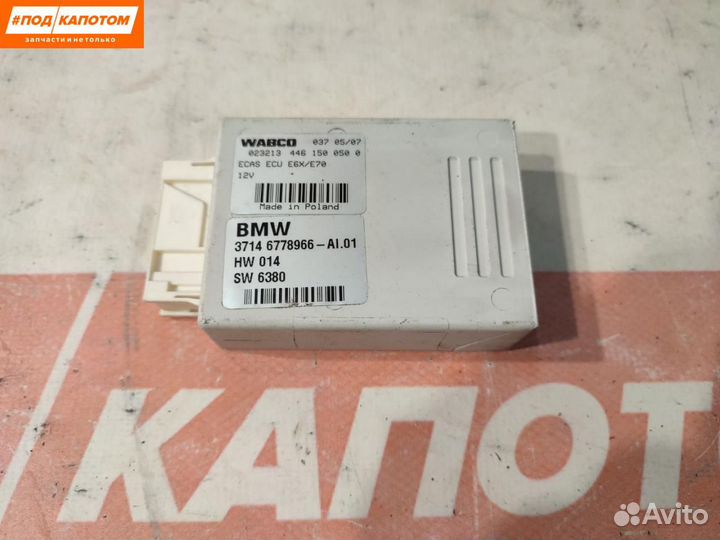 #ПОД КАПОТОМ
запчасти и не только
WABCO 037 05/07
023213 446 150 050 0
ECAS ECU E6X/E70
12V
Made in Poland
BMW
3714 6778966-AI.01
HW 014
SW 6380
КАПОТ
Avito